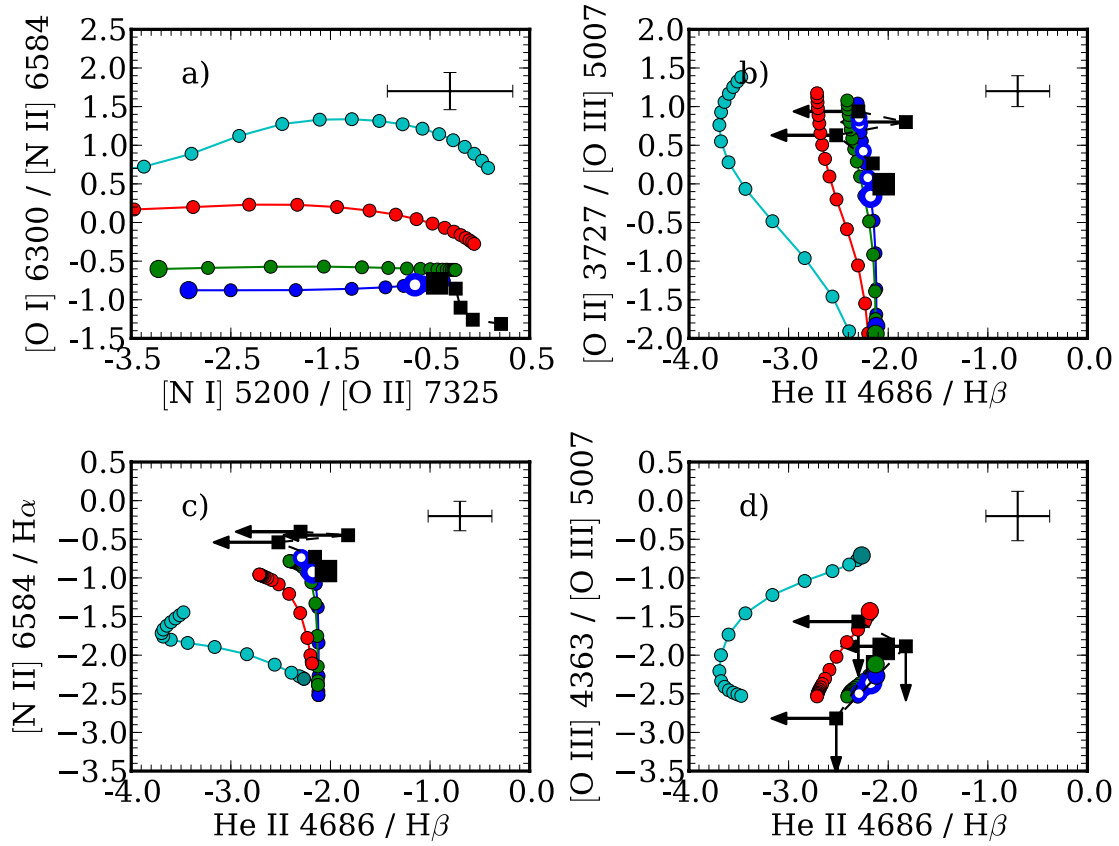 [O I] 6300 / [N II] 6584
2.5
2.0
1.5
1.0
0.5
0.0
−0.5
−1.0
−1.5
a)
-3.5 -2.5 -1.5 -0.5 0.5
[N I] 5200 / [O II] 7325
[O II] 3727 / [O III] 5007
2.0
1.5
1.0
0.5
0.0
−0.5
−1.0
−1.5
−2.0
b)
-4.0 -3.0 -2.0 -1.0 0.0
He II 4686 / Hβ
[N II] 6584 / Hα
0.5
0.0
−0.5
−1.0
−1.5
−2.0
−2.5
−3.0
−3.5
c)
-4.0 -3.0 -2.0 -1.0 0.0
He II 4686 / Hβ
[O III] 4363 / [O III] 5007
0.5
0.0
−0.5
−1.0
−1.5
−2.0
−2.5
−3.0
−3.5
d)
-4.0 -3.0 -2.0 -1.0 0.0
He II 4686 / Hβ